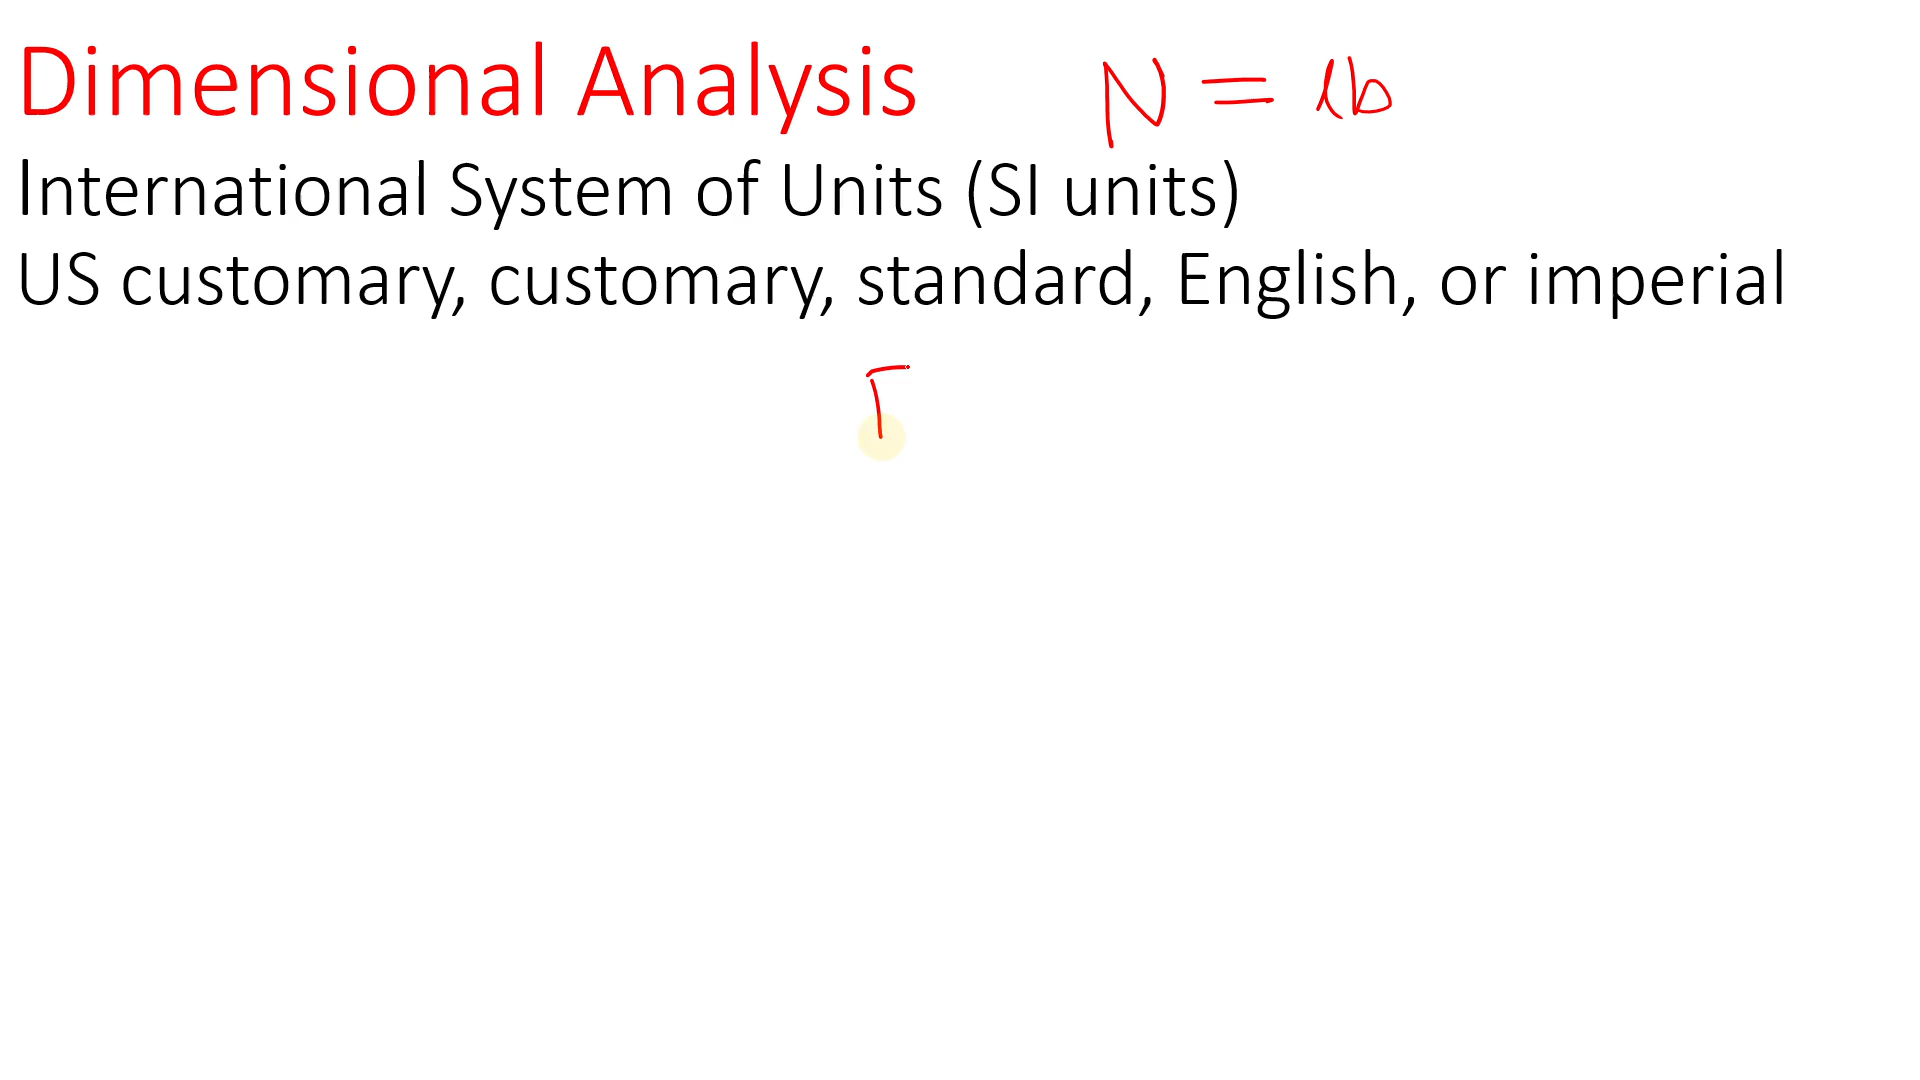 Dimensional Analysis N = lb
International System of Units (SI units)
US customary, customary, standard, English, or imperial